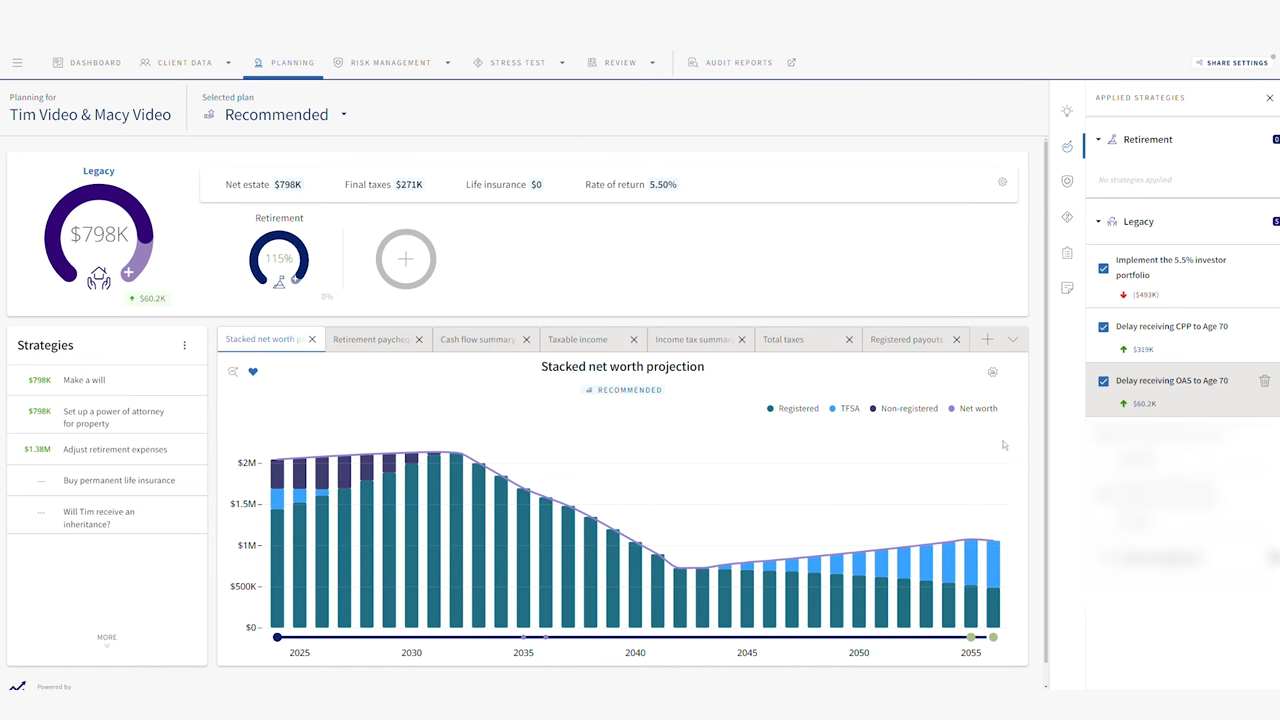 DASHBOARD
CLIENT DATA
PLANNING
RISK MANAGEMENT
STRESS TEST
REVIEW
AUDIT REPORTS
SHARE SETTINGS
Planning for
Tim Video & Macy Video
Selected plan
Recommended
Legacy
$798K
$60.2K
Net estate $798K
Final taxes $271K
Life insurance $0
Rate of return 5.50%
Retirement
115%
0%
Strategies
$798K Make a will
$798K Set up a power of attorney
for property
$1.38M Adjust retirement expenses
--- Buy permanent life insurance
--- Will Tim receive an
inheritance?
MORE
Stacked net worth pr
Retirement paycheq
Cash flow summary
Taxable income
Income tax summar
Total taxes
Registered payouts
Stacked net worth projection
RECOMMENDED
Registered
TFSA
Non-registered
Net worth
$2M
$1.5M
$1M
$500K
$0
2025
2030
2035
2040
2045
2050
2055
APPLIED STRATEGIES
Retirement
No strategies applied
Legacy
Implement the 5.5% investor
portfolio
($493K)
Delay receiving CPP to Age 70
$319K
Delay receiving OAS to Age 70
$60.2K
Powered by